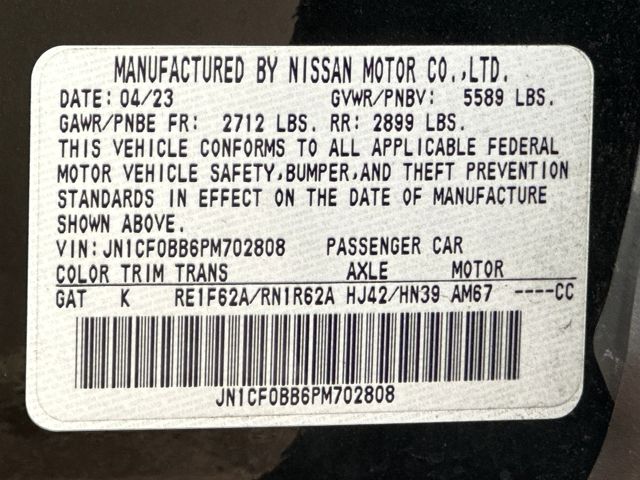 MANUFACTURED BY NISSAN MOTOR CO.,LTD.
DATE: 04/23 GVWR/PNBV: 5589 LBS.
GAWR/PNBE FR: 2712 LBS. RR: 2899 LBS.
THIS VEHICLE CONFORMS TO ALL APPLICABLE FEDERAL
MOTOR VEHICLE SAFETY,BUMPER,AND THEFT PREVENTION
STANDARDS IN EFFECT ON THE DATE OF MANUFACTURE
SHOWN ABOVE.
VIN:JN1CF0BB6PM702808 PASSENGER CAR
COLOR TRIM TRANS AXLE MOTOR
GAT K RE1F62A/RN1R62A HJ42/HN39 AM67 ----CC
JN1CF0BB6PM702808